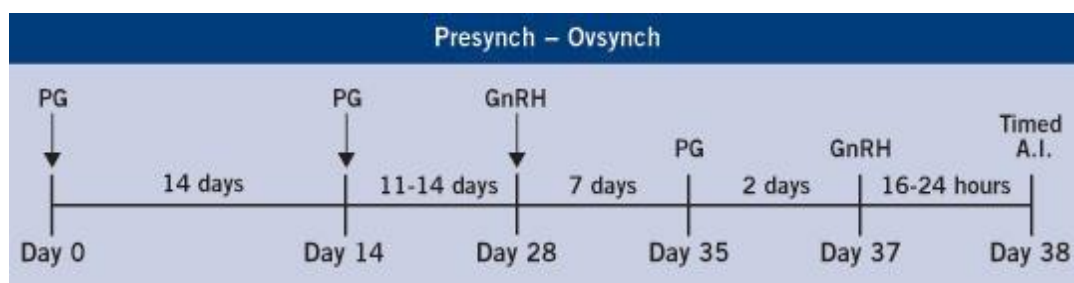 Presynch – Ovsynch
PG PG GnRH
Timed
PG GnRH A.I.
14 days 11-14 days 7 days 2 days 16-24 hours
Day 0 Day 14 Day 28 Day 35 Day 37 Day 38